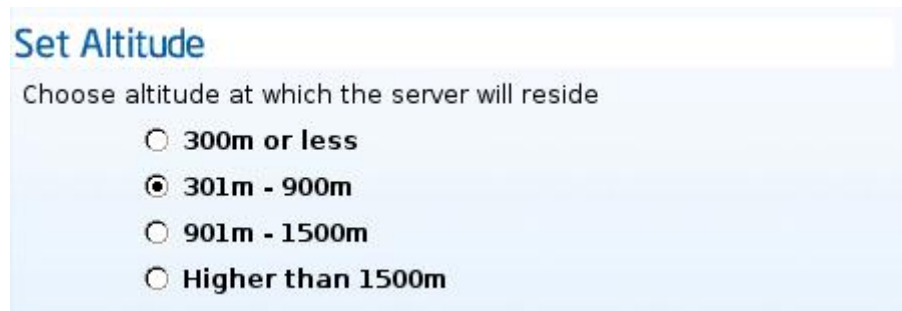 Set Altitude
Choose altitude at which the server will reside
300m or less
301m - 900m
901m - 1500m
Higher than 1500m